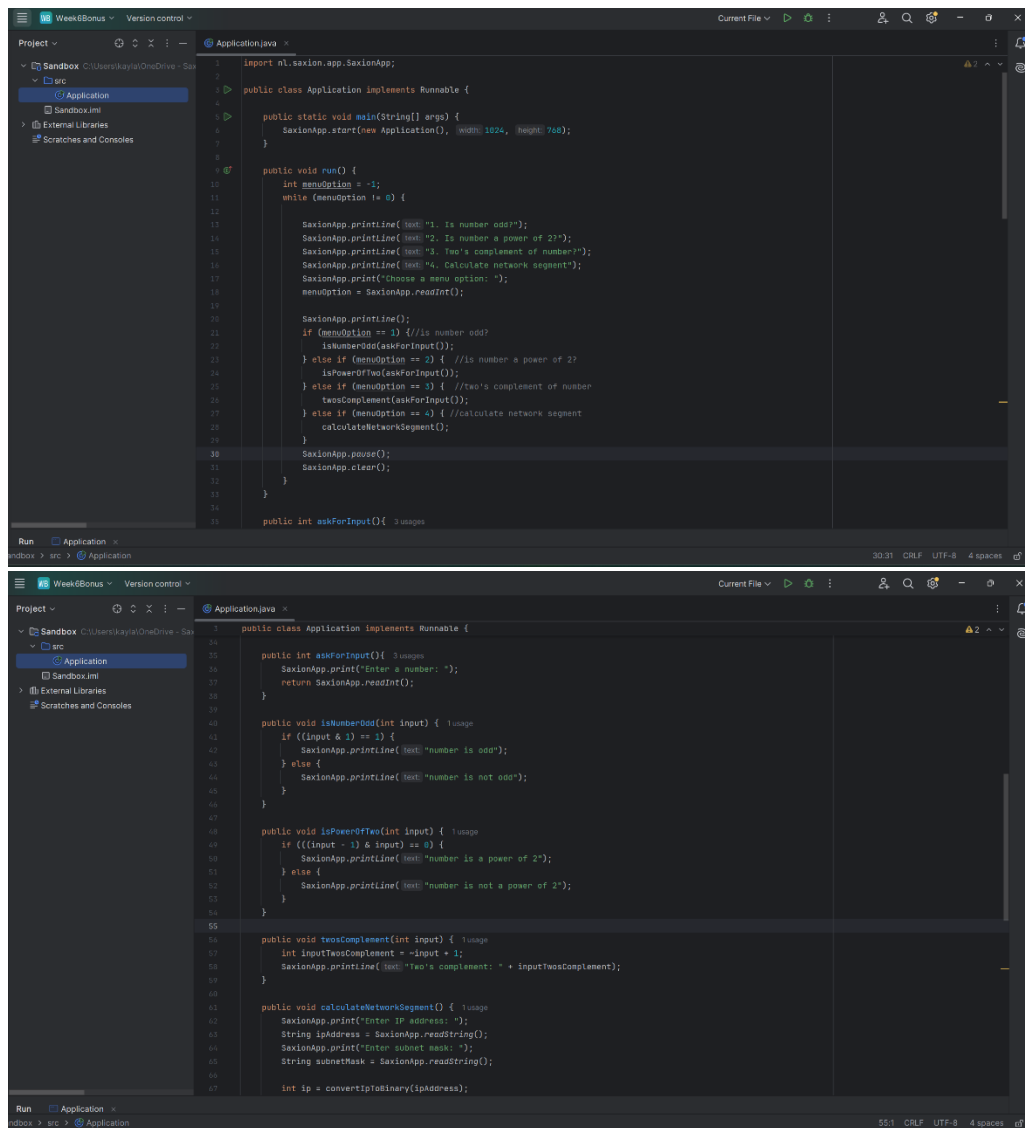 WB Week6Bonus Version control Current File
Project Application.java
Sandbox C:\Users\kayla\OneDrive - Sax
src
Application
Sandbox.iml
External Libraries
Scratches and Consoles
1 import nl.saxion.app.SaxionApp; 2
2
3 public class Application implements Runnable {
4
5 public static void main(String[] args) {
6 SaxionApp.start(new Application(), width: 1024, height: 768);
7 }
8
9 public void run() {
10 int menuOption = -1;
11 while (menuOption != 0) {
12
13 SaxionApp.printLine( text: "1. Is number odd?");
14 SaxionApp.printLine( text: "2. Is number a power of 2?");
15 SaxionApp.printLine( text: "3. Two's complement of number?");
16 SaxionApp.printLine( text: "4. Calculate network segment");
17 SaxionApp.print("Choose a menu option: ");
18 menuOption = SaxionApp.readInt();
19
20 SaxionApp.printLine();
21 if (menuOption == 1) {//is number odd?
22 isNumberOdd(askForInput());
23 } else if (menuOption == 2) { //is number a power of 2?
24 isPowerOfTwo(askForInput());
25 } else if (menuOption == 3) { //two's complement of number
26 twosComplement(askForInput());
27 } else if (menuOption == 4) { //calculate network segment
28 calculateNetworkSegment();
29 }
30 SaxionApp.pause();
31 SaxionApp.clear();
32 }
33 }
34
35 public int askForInput(){ 3 usages
Run Application
andbox > src > Application 30:31 CRLF UTF-8 4 spaces
WB Week6Bonus Version control Current File
Project Application.java
Sandbox C:\Users\kayla\OneDrive - Sax
src
Application
Sandbox.iml
External Libraries
Scratches and Consoles
3 public class Application implements Runnable { 2
34
35 public int askForInput(){ 3 usages
36 SaxionApp.print("Enter a number: ");
37 return SaxionApp.readInt();
38 }
39
40 public void isNumberOdd(int input) { 1 usage
41 if ((input & 1) == 1) {
42 SaxionApp.printLine( text: "number is odd");
43 } else {
44 SaxionApp.printLine( text: "number is not odd");
45 }
46 }
47
48 public void isPowerOfTwo(int input) { 1 usage
49 if (((input - 1) & input) == 0) {
50 SaxionApp.printLine( text: "number is a power of 2");
51 } else {
52 SaxionApp.printLine( text: "number is not a power of 2");
53 }
54 }
55
56 public void twosComplement(int input) { 1 usage
57 int inputTwosComplement = ~input + 1;
58 SaxionApp.printLine( text: "Two's complement: " + inputTwosComplement);
59 }
60
61 public void calculateNetworkSegment() { 1 usage
62 SaxionApp.print("Enter IP address: ");
63 String ipAddress = SaxionApp.readString();
64 SaxionApp.print("Enter subnet mask: ");
65 String subnetMask = SaxionApp.readString();
66
67 int ip = convertIpToBinary(ipAddress);
Run Application
ndbox > src > Application 55:1 CRLF UTF-8 4 spaces